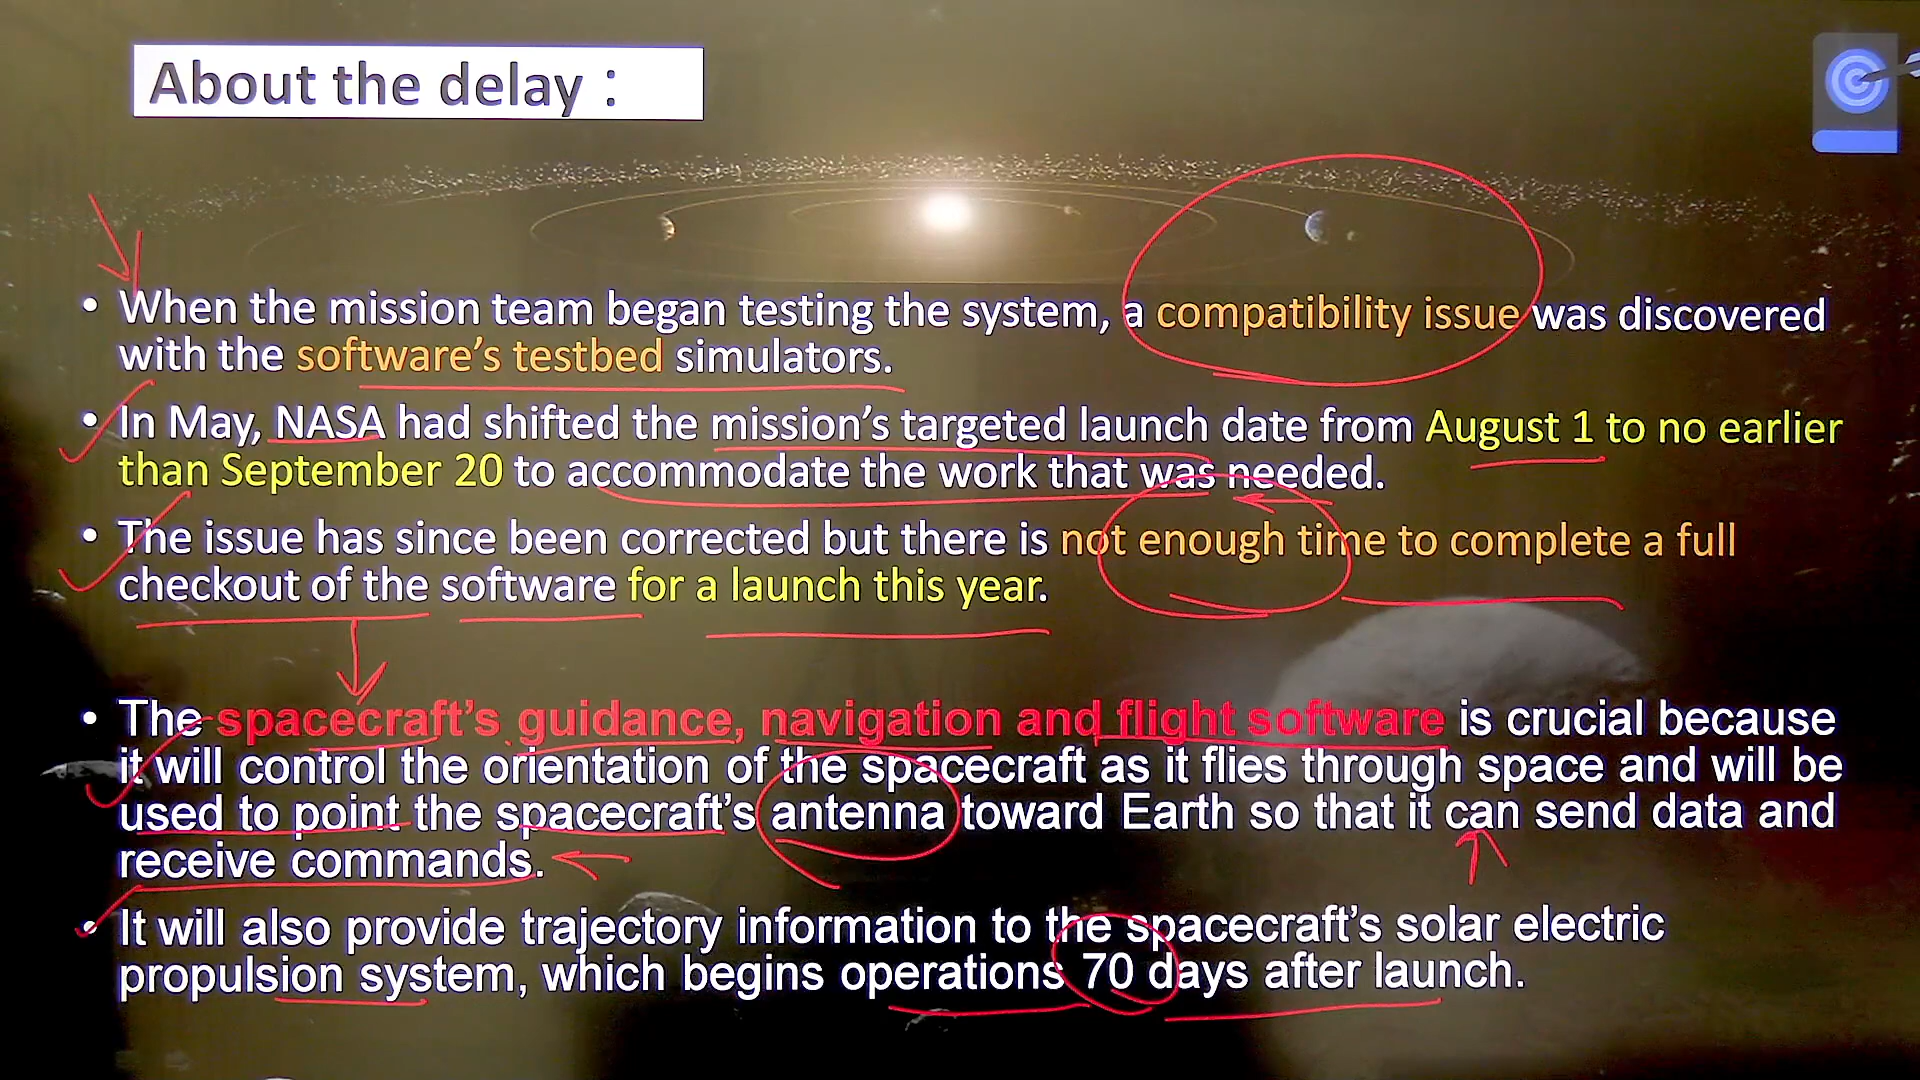 About the delay :
• When the mission team began testing the system, a compatibility issue was discovered
with the software's testbed simulators.
• In May, NASA had shifted the mission's targeted launch date from August 1 to no earlier
than September 20 to accommodate the work that was needed.
• The issue has since been corrected but there is not enough time to complete a full
checkout of the software for a launch this year.
• The spacecraft's guidance, navigation and flight software is crucial because
it will control the orientation of the spacecraft as it flies through space and will be
used to point the spacecraft's antenna toward Earth so that it can send data and
receive commands.
• It will also provide trajectory information to the spacecraft's solar electric
propulsion system, which begins operations 70 days after launch.